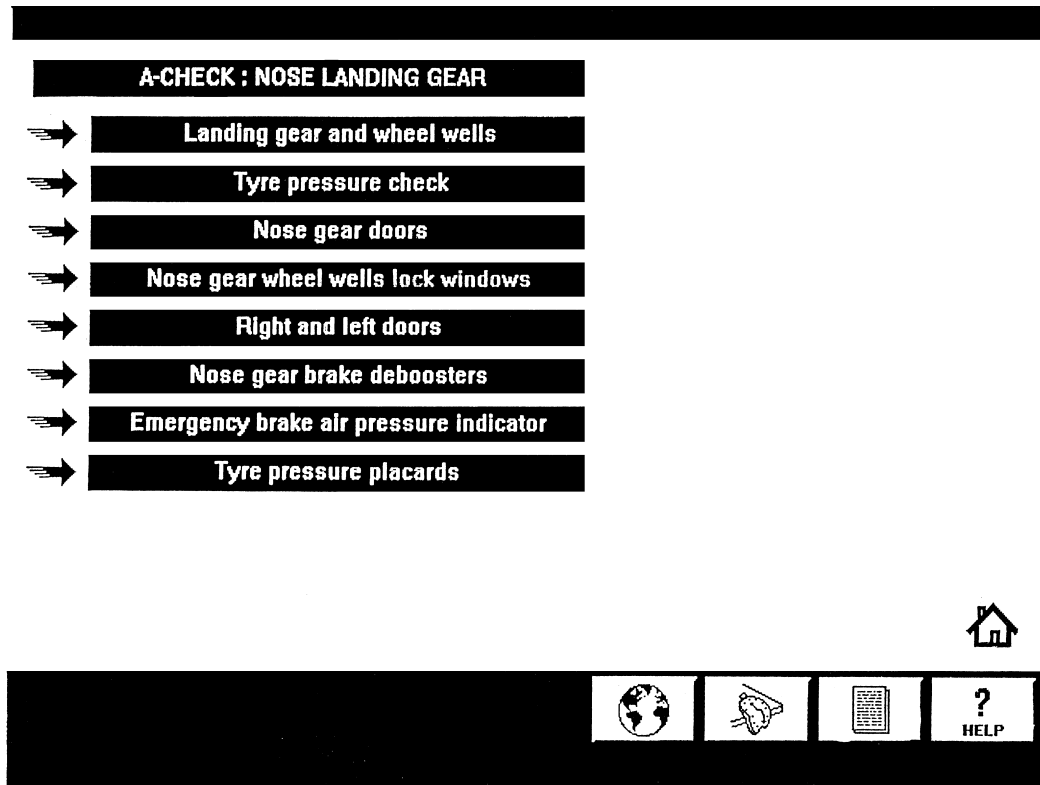 A-CHECK : NOSE LANDING GEAR
Landing gear and wheel wells
Tyre pressure check
Nose gear doors
Nose gear wheel wells lock windows
Right and left doors
Nose gear brake deboosters
Emergency brake air pressure indicator
Tyre pressure placards
?
HELP